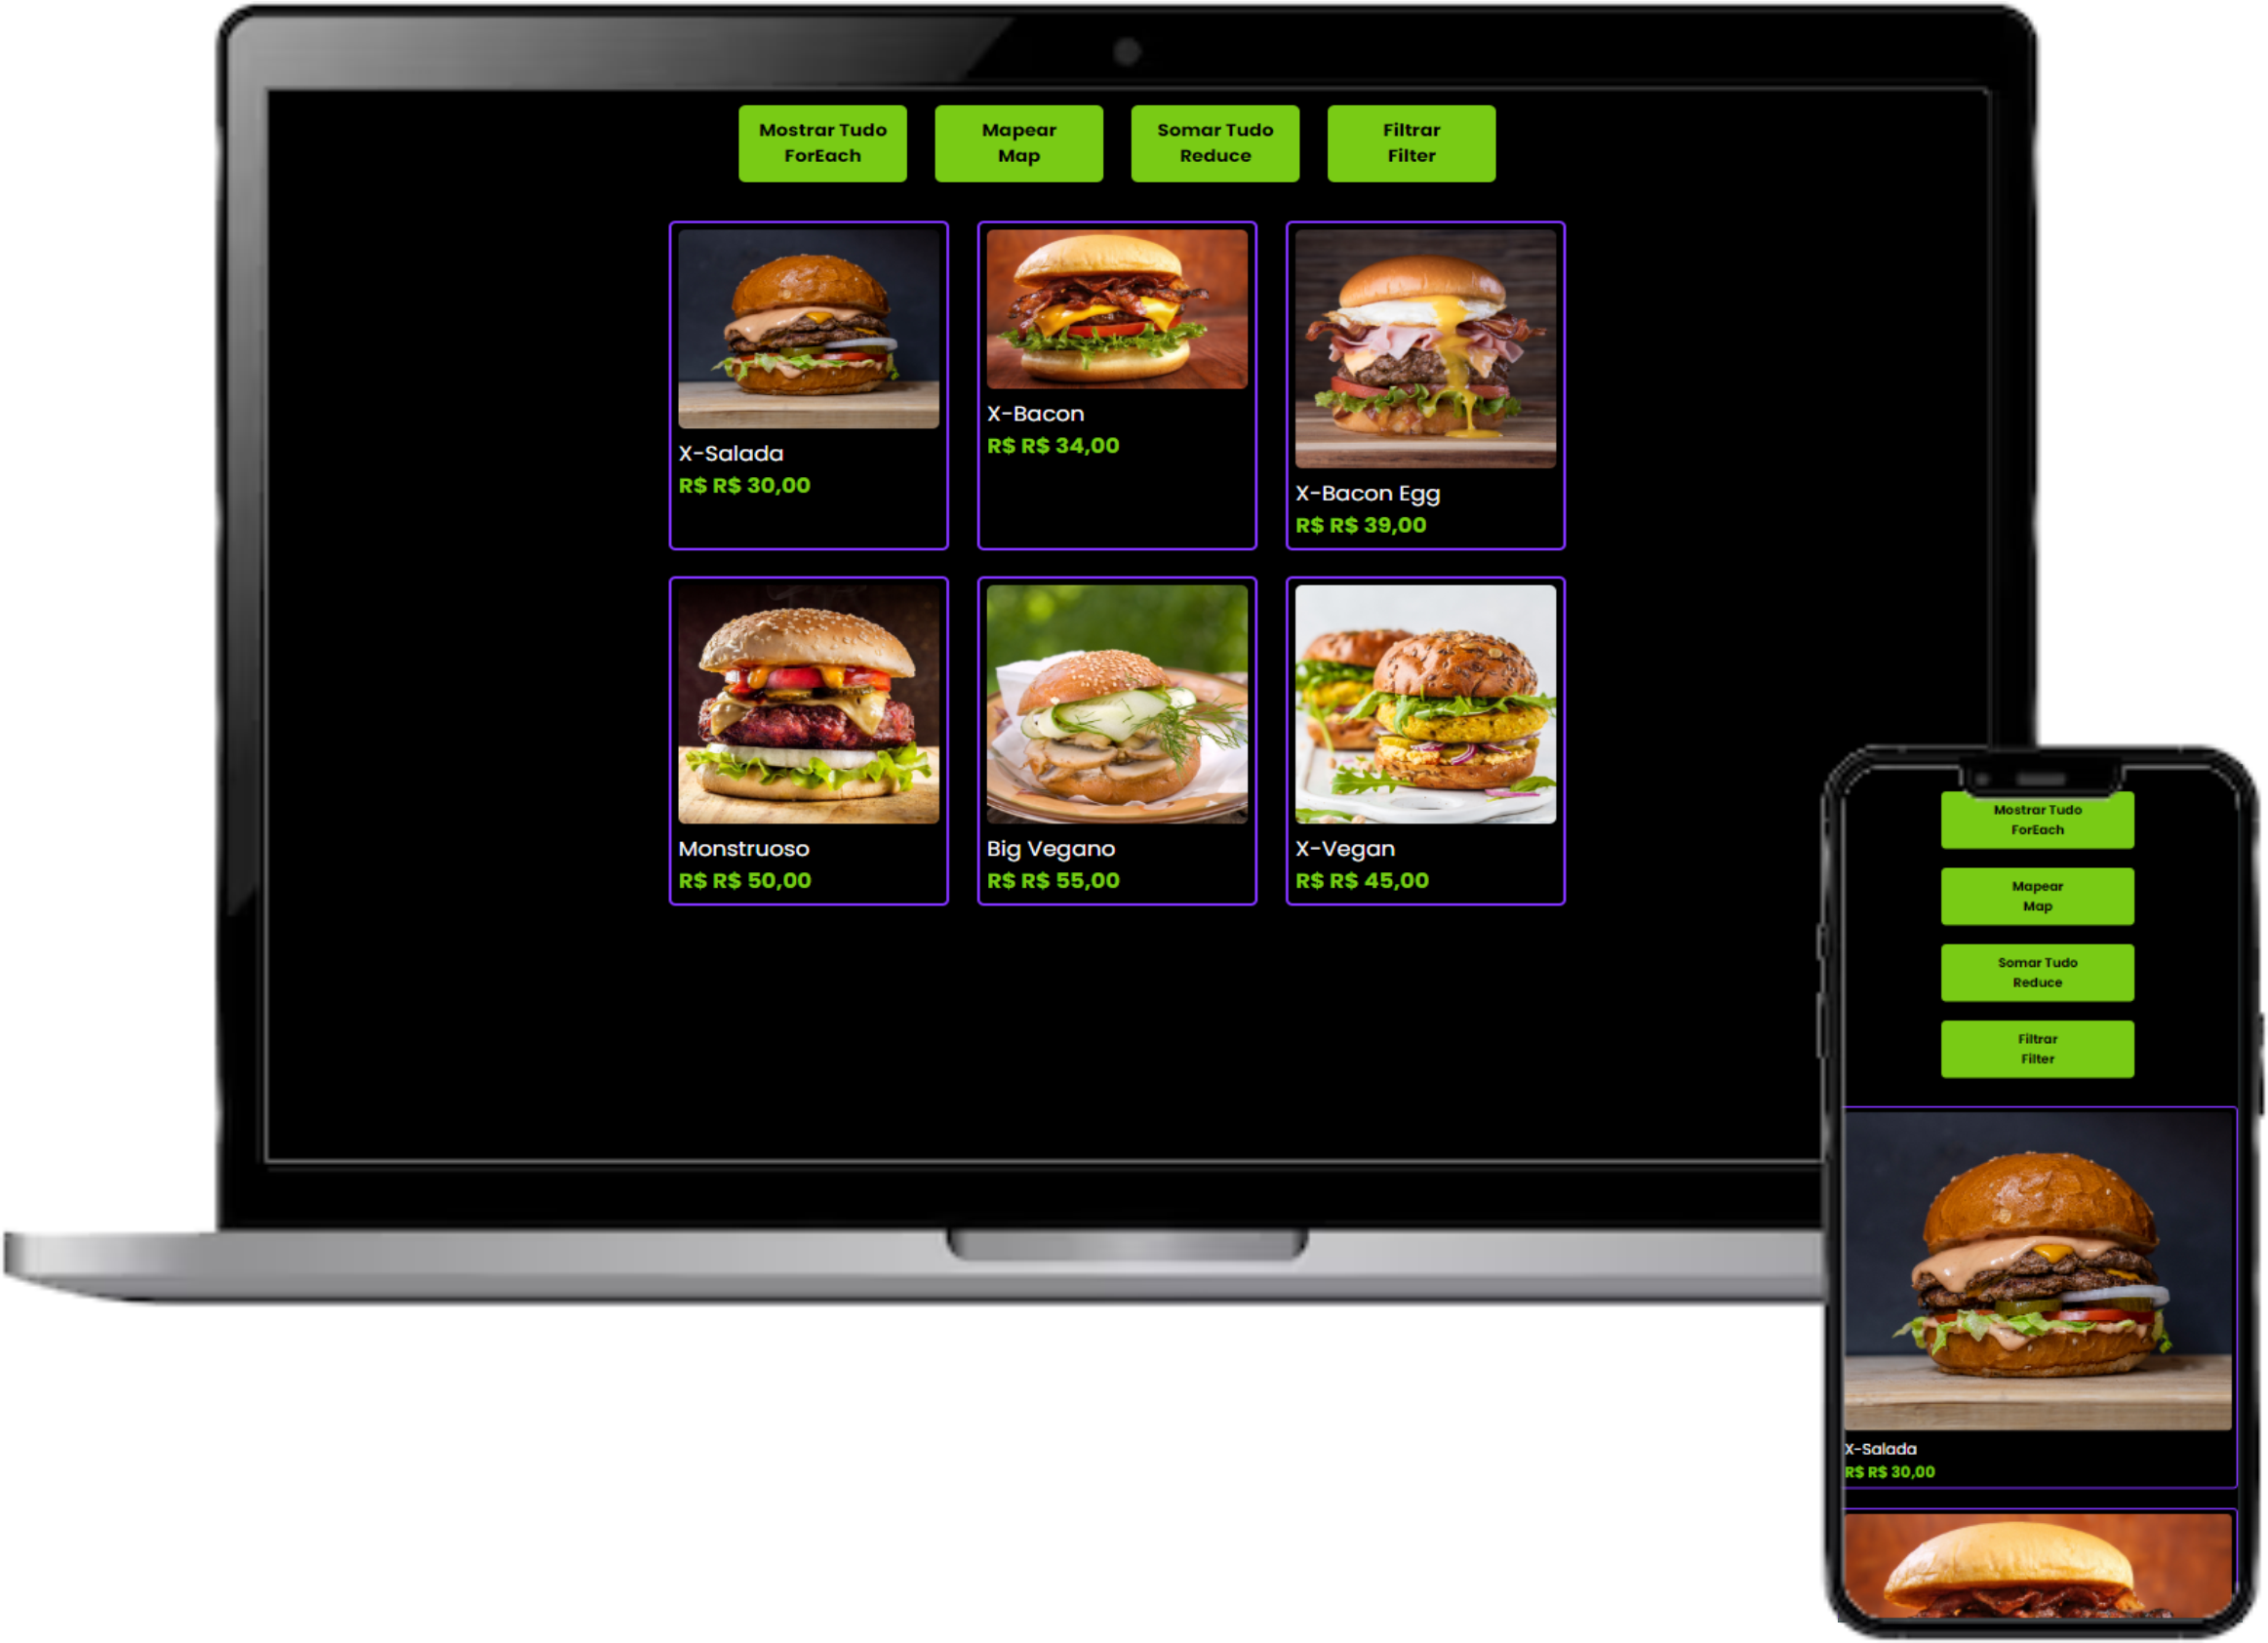 Mostrar Tudo
ForEach
Mapear
Map
Somar Tudo
Reduce
Filtrar
Filter
X-Salada
R$ R$ 30,00
X-Bacon
R$ R$ 34,00
X-Bacon Egg
R$ R$ 39,00
Monstruoso
R$ R$ 50,00
Big Vegano
R$ R$ 55,00
X-Vegan
R$ R$ 45,00
Mostrar Tudo
ForEach
Mapear
Map
Somar Tudo
Reduce
Filtrar
Filter
X-Salada
R$ R$ 30,00